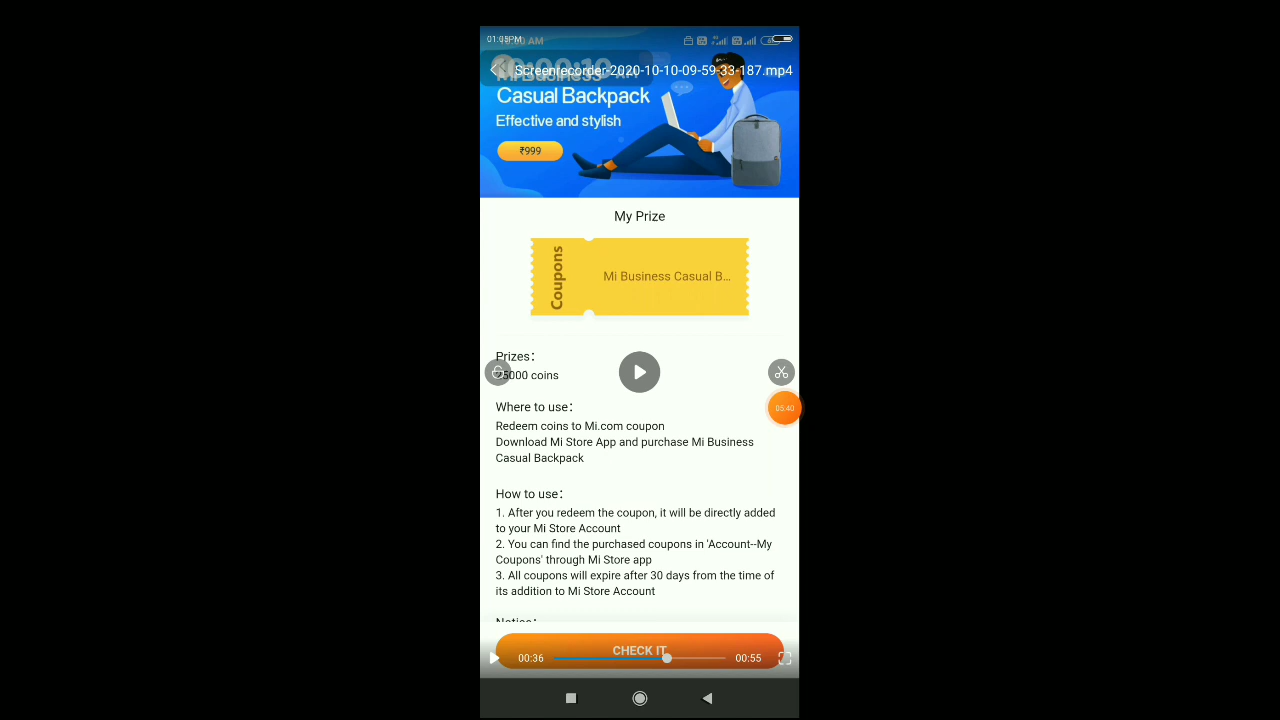 01:05PM
Screenrecorder-2020-10-10-09-59-33-187.mp4
Mi Business
Casual Backpack
Effective and stylish
₹999
My Prize
Coupons
Mi Business Casual B...
Prizes:
25000 coins
05:40
Where to use:
Redeem coins to Mi.com coupon
Download Mi Store App and purchase Mi Business
Casual Backpack
How to use:
1. After you redeem the coupon, it will be directly added
to your Mi Store Account
2. You can find the purchased coupons in 'Account--My
Coupons' through Mi Store app
3. All coupons will expire after 30 days from the time of
its addition to Mi Store Account
Notice:
CHECK IT
00:36
00:55